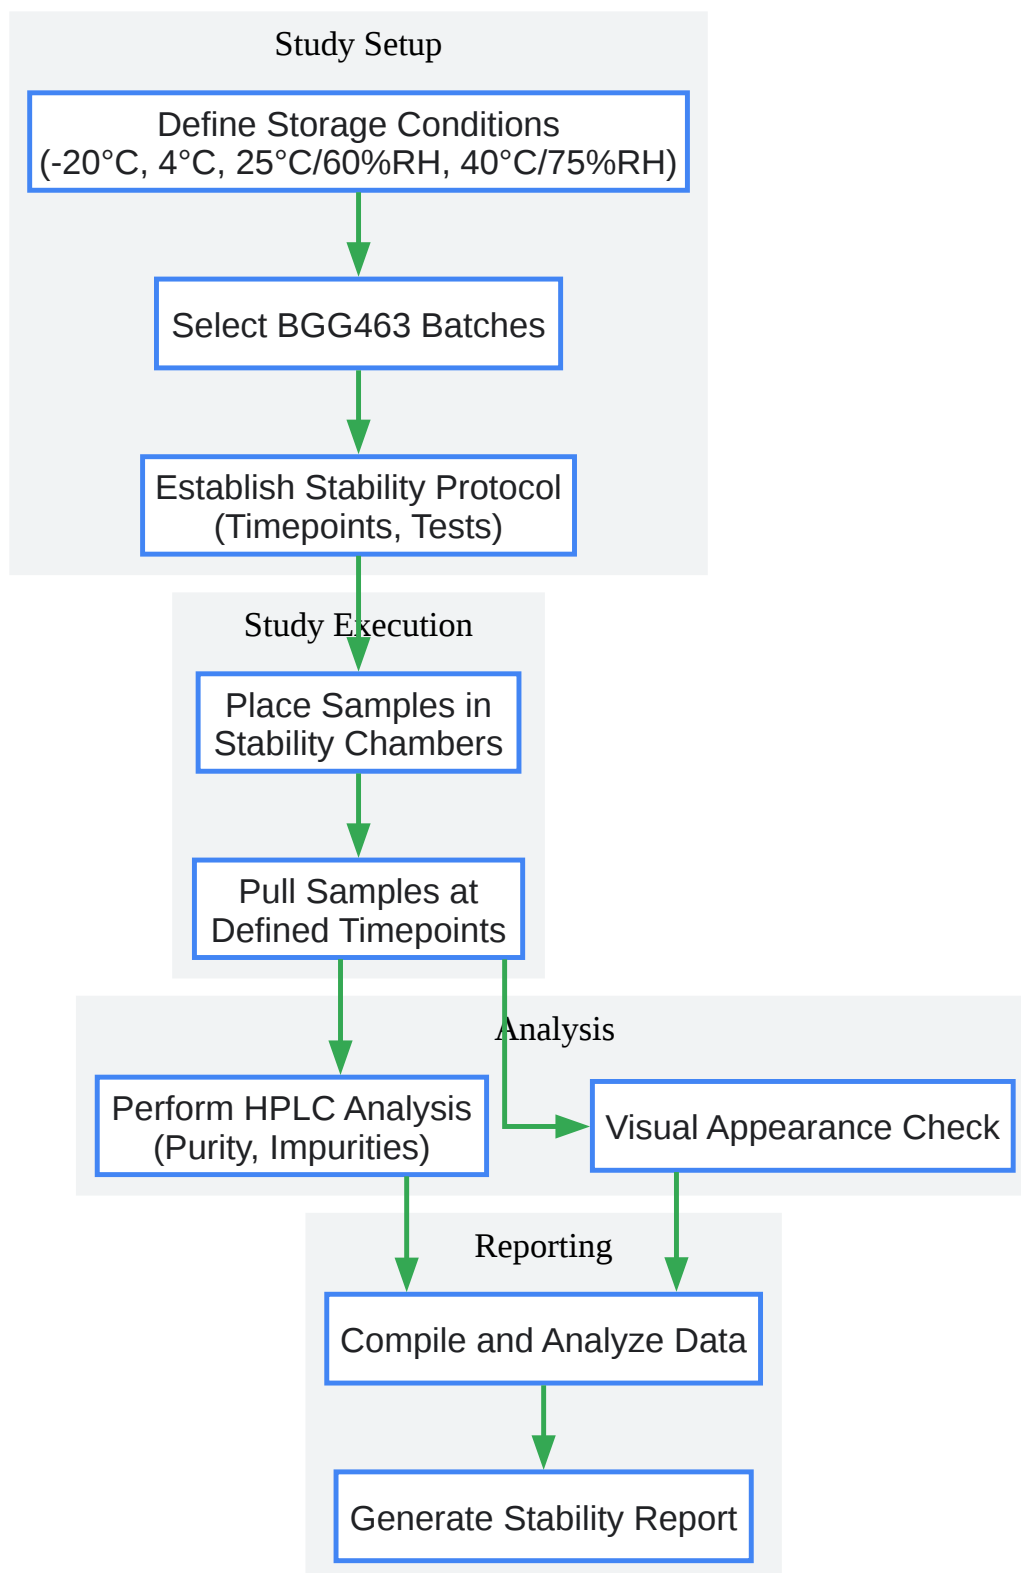 Study Setup
Define Storage Conditions
(-20°C, 4°C, 25°C/60%RH, 40°C/75%RH)
Select BGG463 Batches
Establish Stability Protocol
(Timepoints, Tests)
Study Execution
Place Samples in
Stability Chambers
Pull Samples at
Defined Timepoints
Analysis
Perform HPLC Analysis
(Purity, Impurities)
Visual Appearance Check
Reporting
Compile and Analyze Data
Generate Stability Report